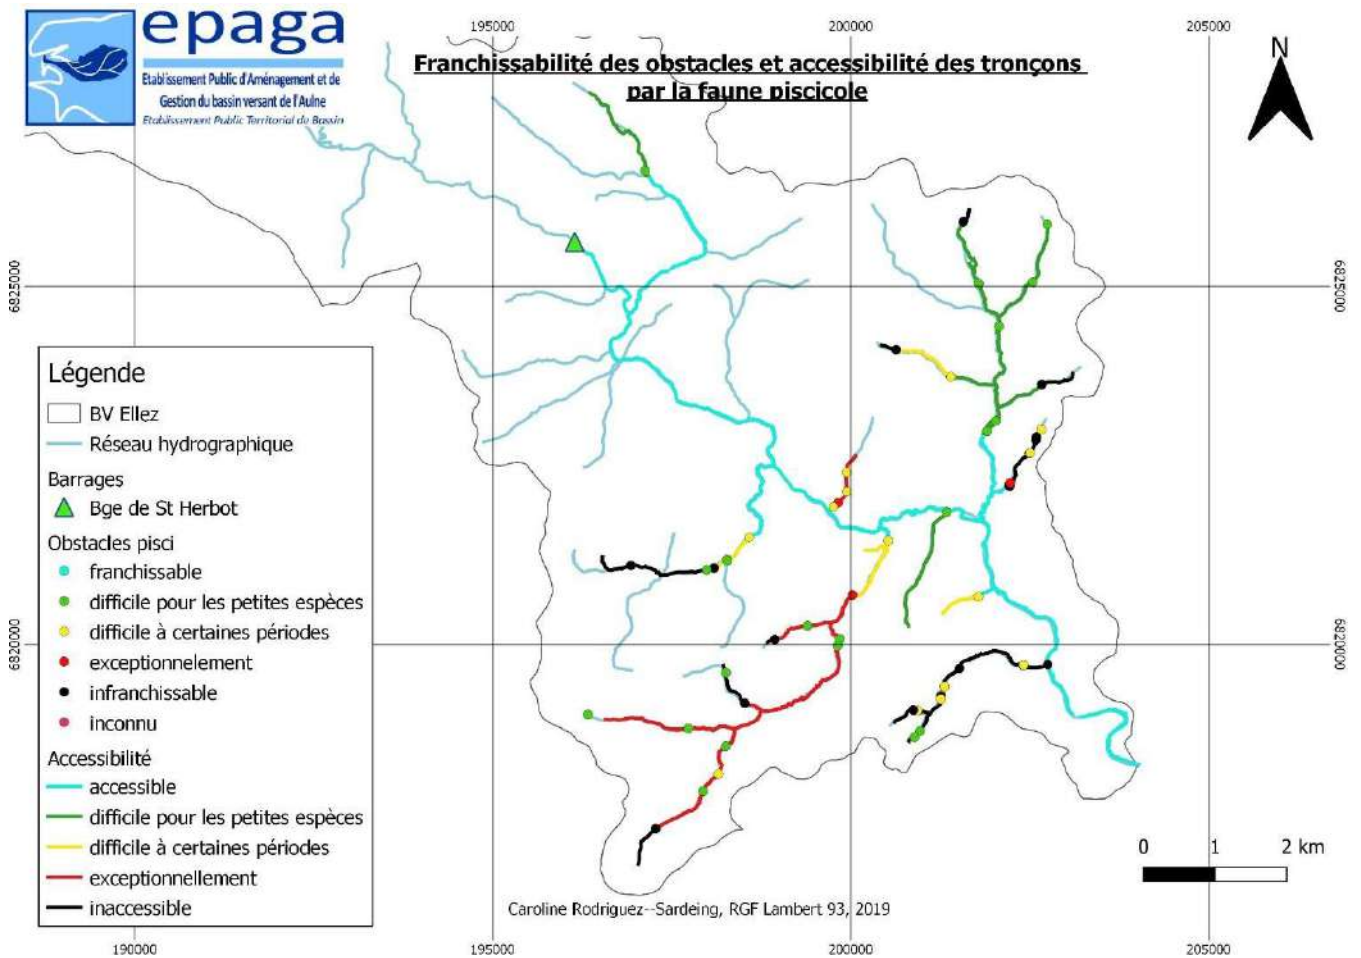 epaga
Etablissement Public d'Aménagement et de
Gestion du bassin versant de l'Aulne
Etablissement Public Territorial de Bassin
195000
200000
205000
Franchissabilité des obstacles et accessibilité des tronçons
par la faune piscicole
N
6825000
6825000
Légende
BV Ellez
Réseau hydrographique
Barrages
Bge de St Herbot
Obstacles pisci
franchissable
difficile pour les petites espèces
difficile à certaines périodes
exceptionnelement
infranchissable
inconnu
Accessibilité
accessible
difficile pour les petites espèces
difficile à certaines périodes
exceptionnellement
inaccessible
6820000
6820000
0 1 2 km
Caroline Rodriguez--Sardeing, RGF Lambert 93, 2019
190000
195000
200000
205000